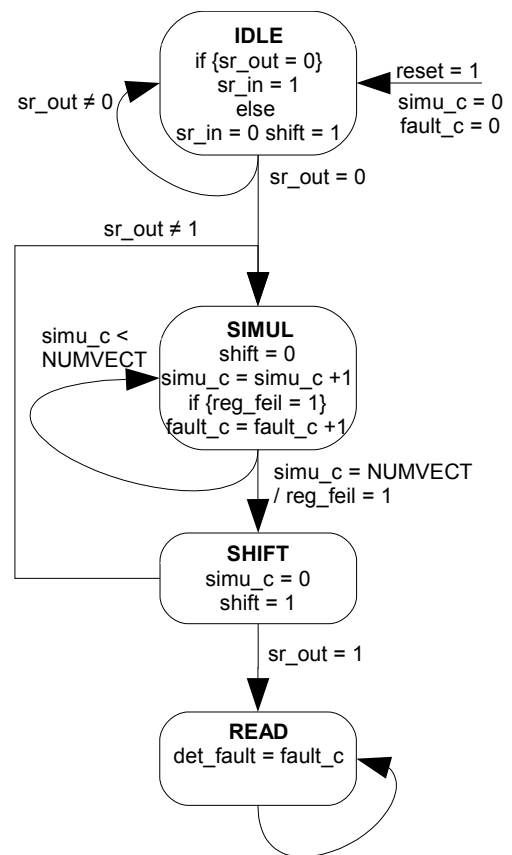 IDLE
if {sr_out = 0}
sr_in = 1
else
sr_in = 0 shift = 1
reset = 1
simu_c = 0
fault_c = 0
sr_out ≠ 0
sr_out = 0
sr_out ≠ 1
SIMUL
shift = 0
simu_c = simu_c +1
if {reg_feil = 1}
fault_c = fault_c +1
simu_c <
NUMVECT
simu_c = NUMVECT
/ reg_feil = 1
SHIFT
simu_c = 0
shift = 1
sr_out = 1
READ
det_fault = fault_c